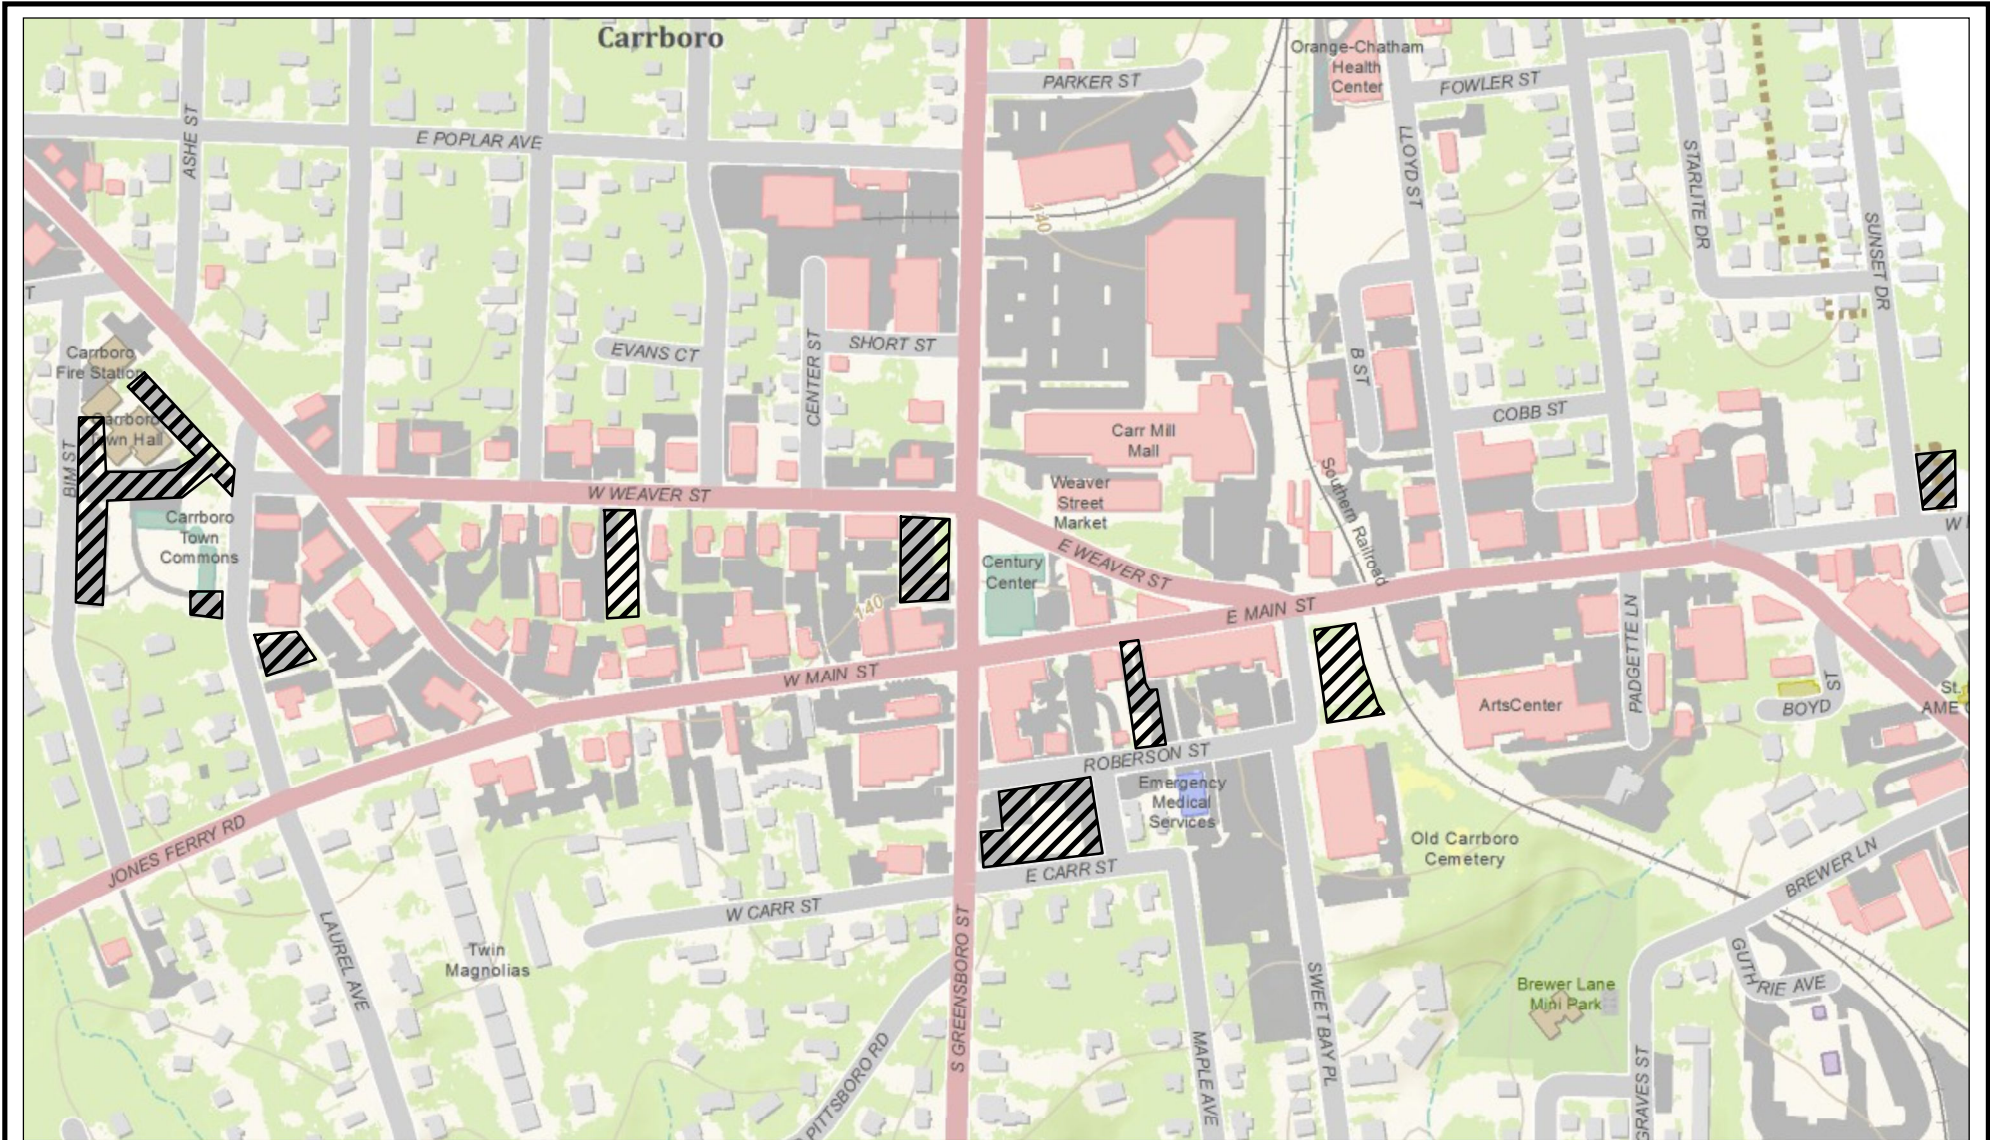 Carrboro
Orange-Chatham
Health
Center
PARKER ST
FOWLER ST
ASHE ST
E POPLAR AVE
LLOYD ST
STARLITE DR
SUNSET DR
140
T
EVANS CT
CENTER ST
SHORT ST
B ST
Carrboro
Fire Station
Carrboro
Town Hall
BIM ST
COBB ST
Carr Mill
Mall
W WEAVER ST
Weaver
Street
Market
Southern Railroad
Carrboro
Town
Commons
W
Century
Center
E WEAVER ST
140
E MAIN ST
PADGETTE LN
W MAIN ST
ArtsCenter
BOYD ST
St.
AME
ROBERSON ST
Emergency
Medical
Services
JONES FERRY RD
E CARR ST
Old Carrboro
Cemetery
BREWER LN
W CARR ST
LAUREL AVE
Twin
Magnolias
S GREENSBORO ST
SWEET BAY PL
MAPLE AVE
PITTSBORO RD
Brewer Lane
Mini Park
GUTHRIE AVE
GRAVES ST